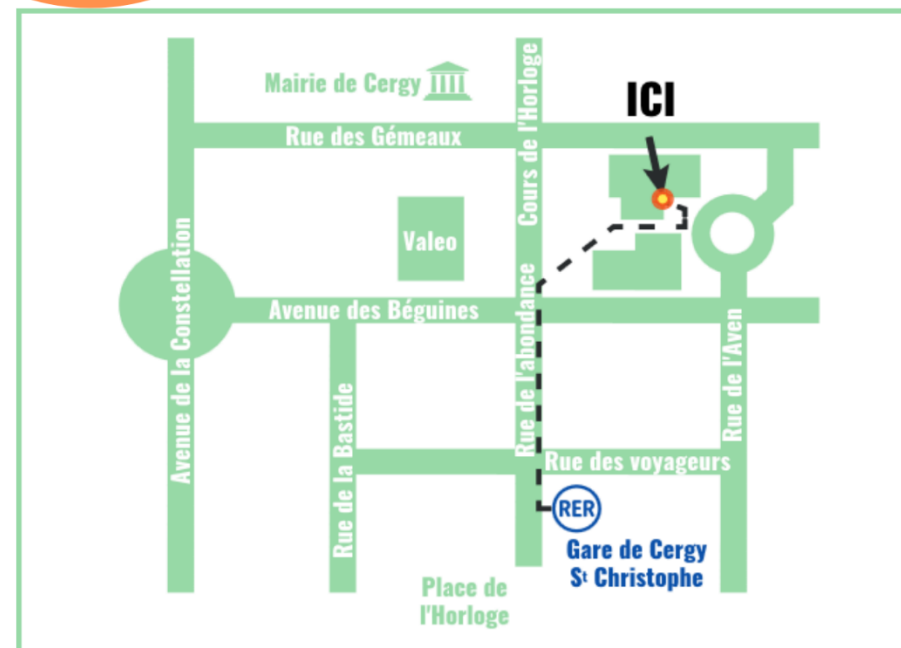 Mairie de Cergy
ICI
Rue des Gémeaux
Cours de l'Horloge
Valeo
Avenue de la Constellation
Avenue des Béguines
Rue de l'abondance
Rue de l'Aven
Rue de la Bastide
Rue des voyageurs
RER
Gare de Cergy
St Christophe
Place de
l'Horloge